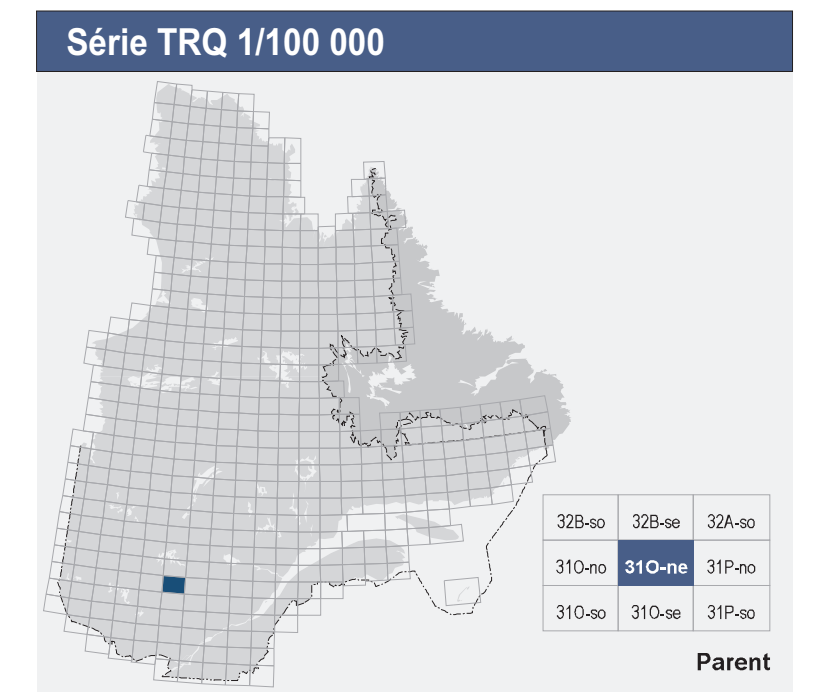 Série TRQ 1/100 000
32B-so 32B-se 32A-so
31O-no 31O-ne 31P-no
31O-so 31O-se 31P-so
Parent